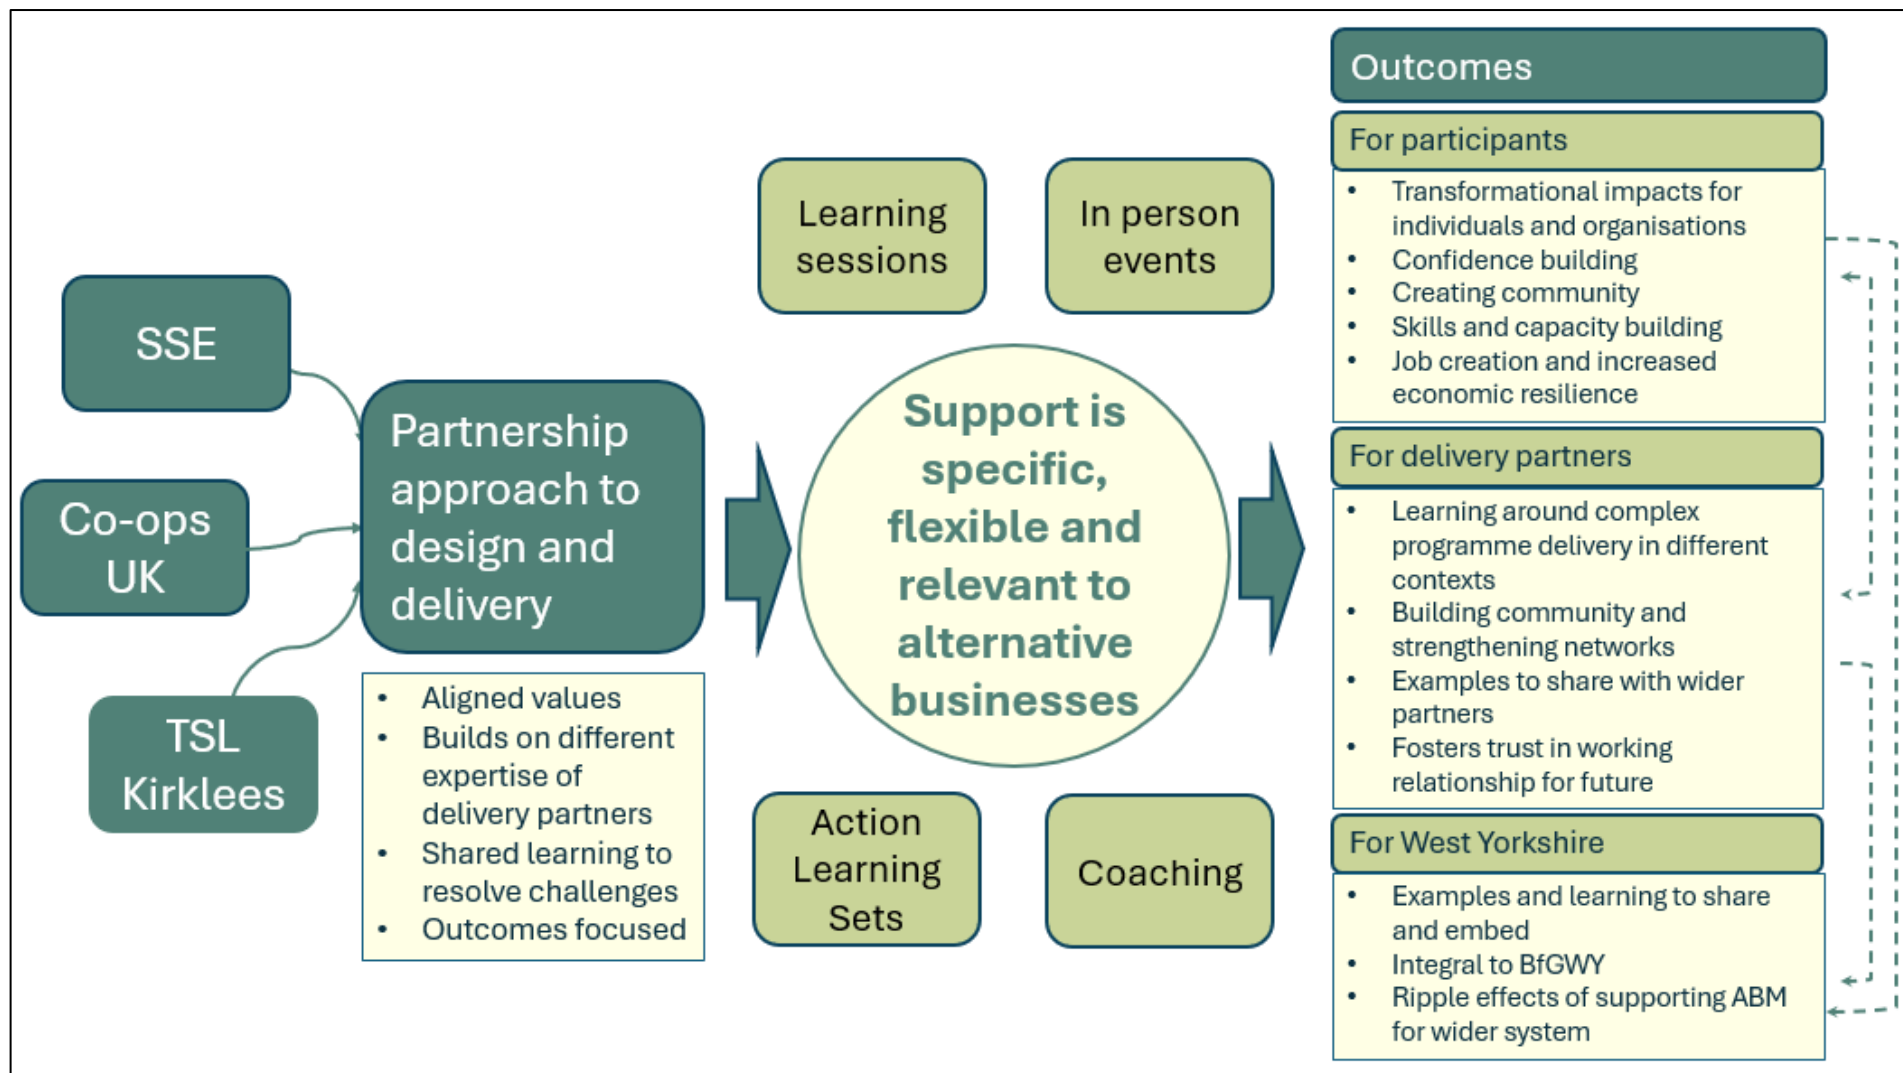 SSE
Co-ops
UK
TSL
Kirklees
Partnership
approach to
design and
delivery
• Aligned values
• Builds on different
expertise of
delivery partners
• Shared learning to
resolve challenges
• Outcomes focused
Learning
sessions
In person
events
Support is
specific,
flexible and
relevant to
alternative
businesses
Action
Learning
Sets
Coaching
Outcomes
For participants
• Transformational impacts for
individuals and organisations
• Confidence building
• Creating community
• Skills and capacity building
• Job creation and increased
economic resilience
For delivery partners
• Learning around complex
programme delivery in different
contexts
• Building community and
strengthening networks
• Examples to share with wider
partners
• Fosters trust in working
relationship for future
For West Yorkshire
• Examples and learning to share
and embed
• Integral to BfGWY
• Ripple effects of supporting ABM
for wider system